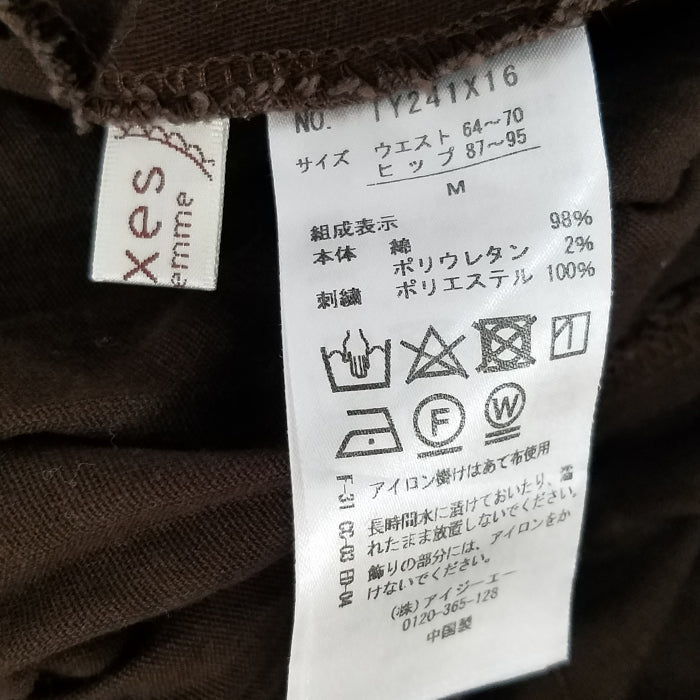 xes
emme
NO. TY241X16
サイズ ウエスト 64～70
ヒップ 87～95
M
組成表示
本体 綿 98%
ポリウレタン 2%
刺繍 ポリエステル 100%
F
W
アイロン掛けはあて布使用
長時間水に漬けておいたり、濡
れたまま放置しないでください。
飾りの部分には、アイロンをか
けないでください。
(株)アイジーエー
0120-365-128
中国製
F-31 CC-03 ED-04